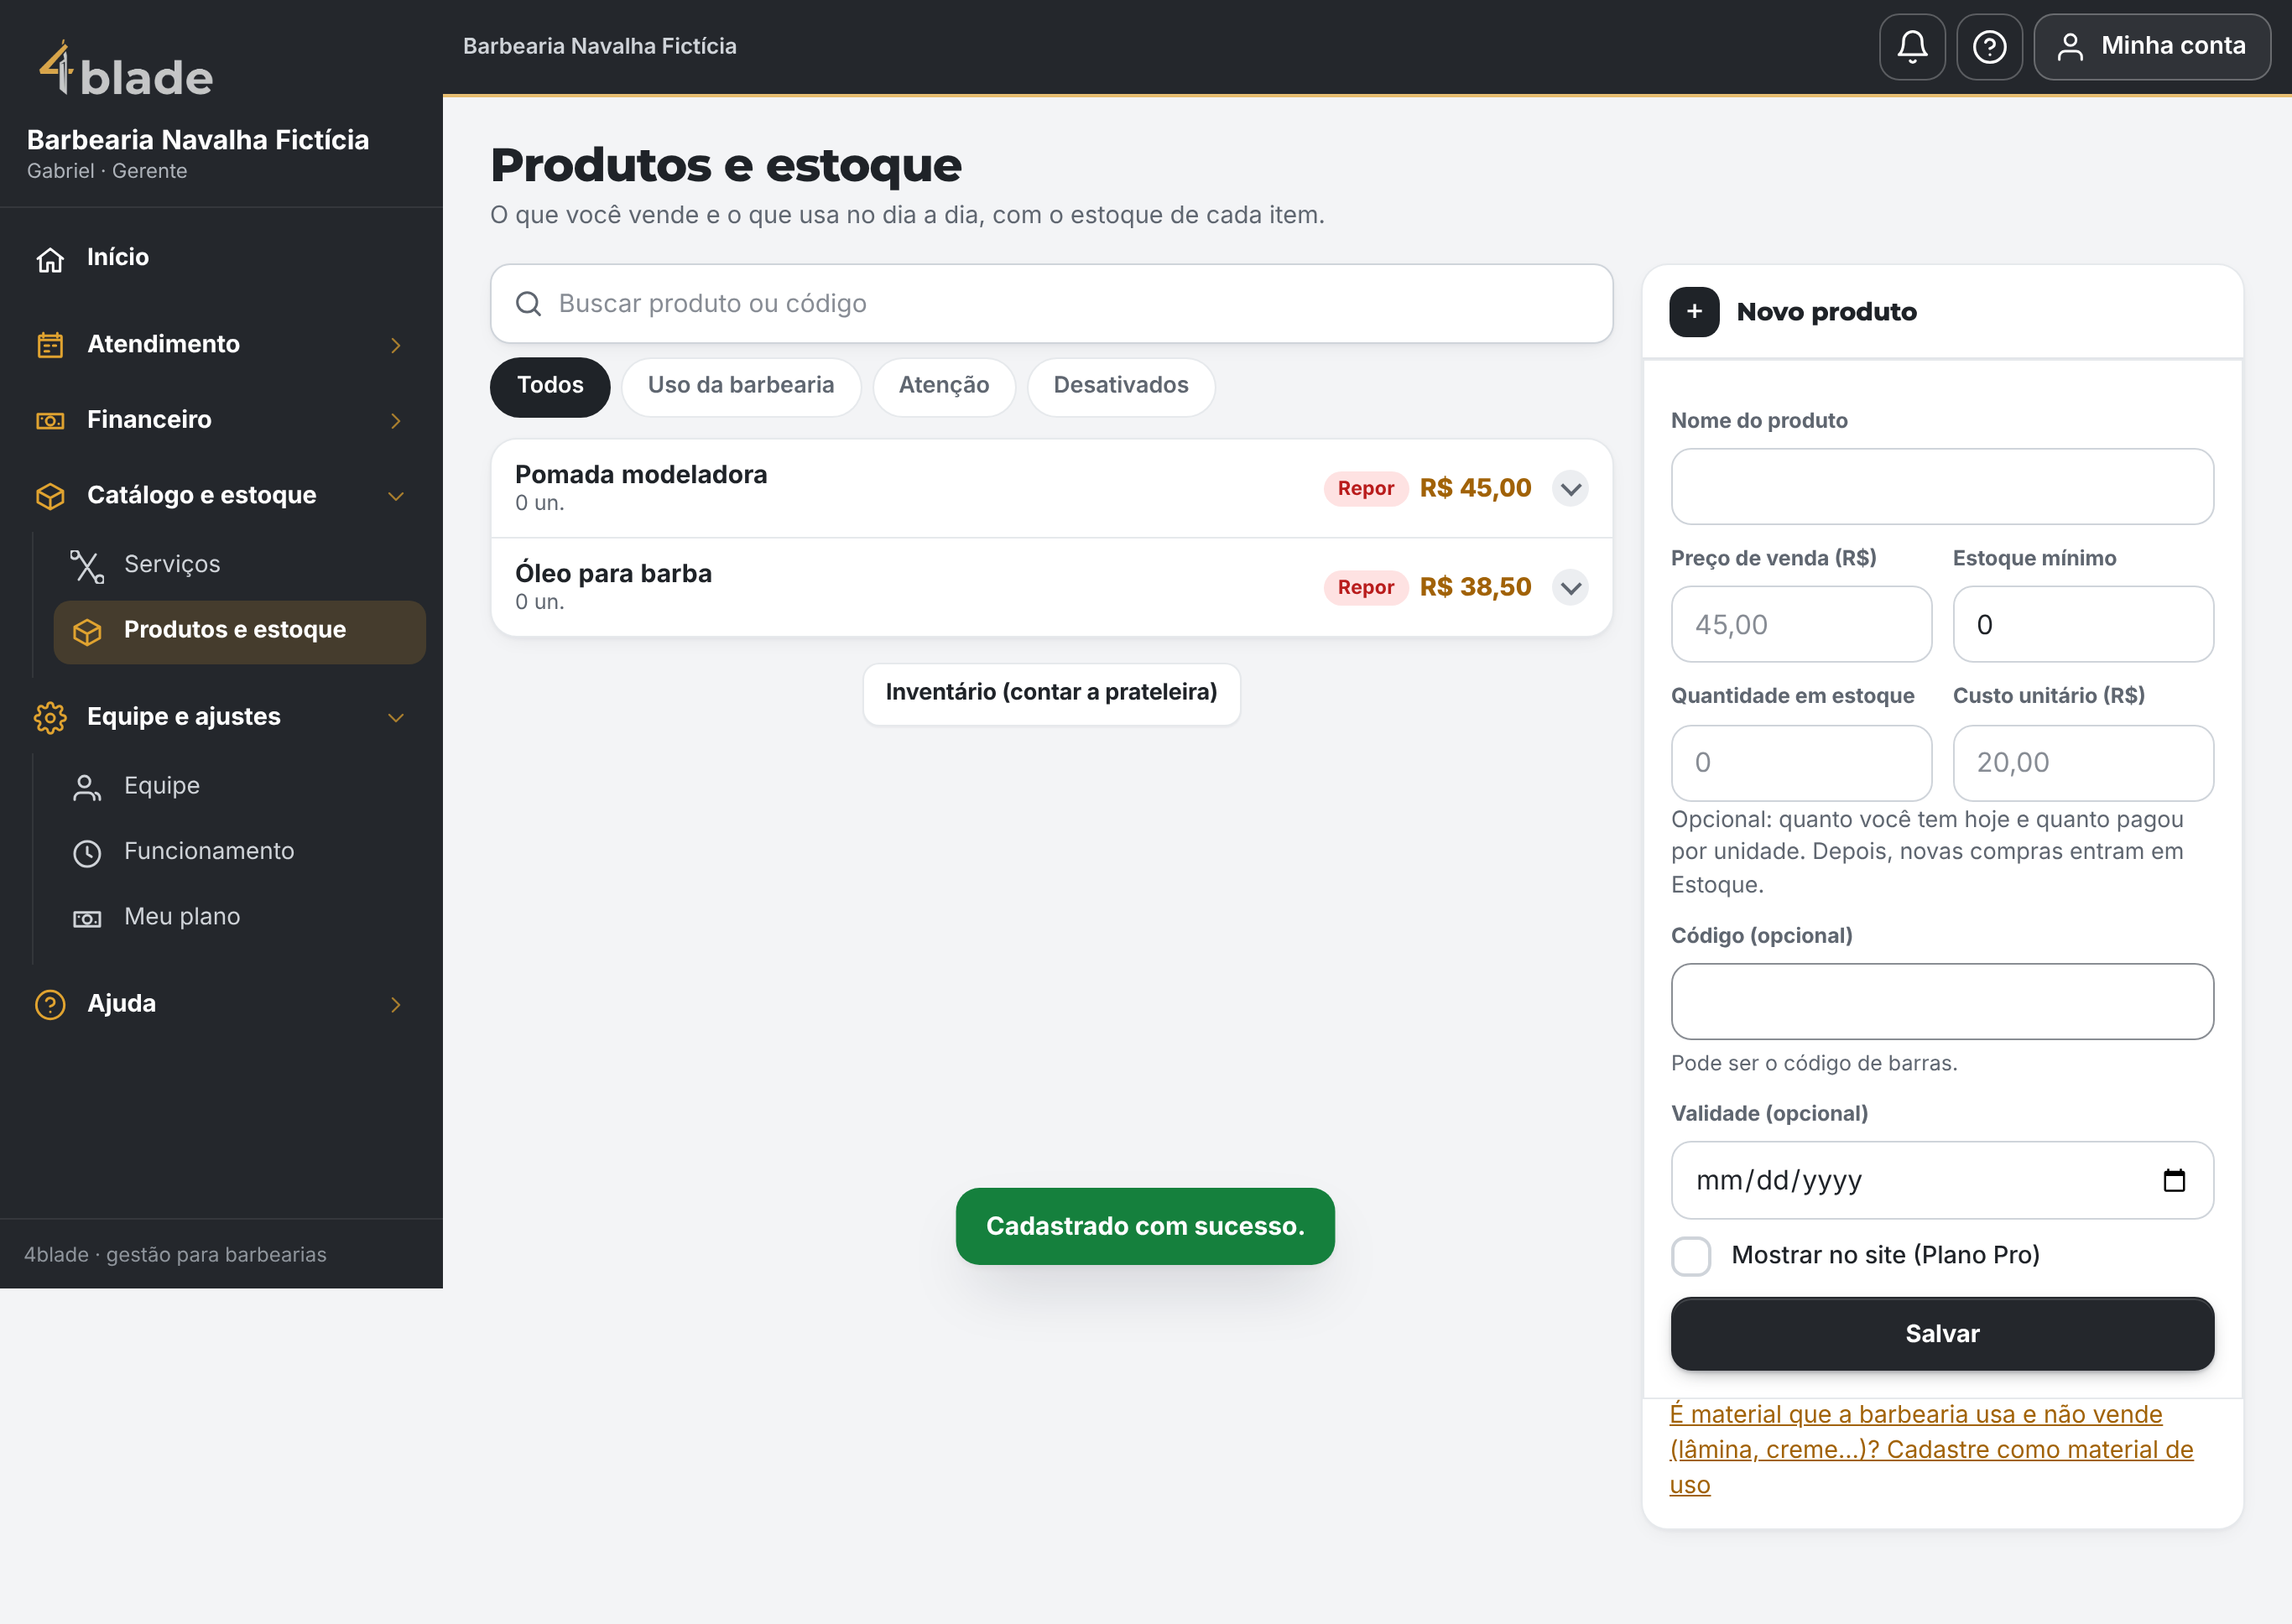 4blade
Barbearia Navalha Fictícia
Gabriel · Gerente
Início
Atendimento
Financeiro
Catálogo e estoque
Serviços
Produtos e estoque
Equipe e ajustes
Equipe
Funcionamento
Meu plano
Ajuda
4blade · gestão para barbearias
Barbearia Navalha Fictícia
Minha conta
Produtos e estoque
O que você vende e o que usa no dia a dia, com o estoque de cada item.
Buscar produto ou código
Todos Uso da barbearia Atenção Desativados
Pomada modeladora
0 un.
Repor R$ 45,00
Óleo para barba
0 un.
Repor R$ 38,50
Inventário (contar a prateleira)
Cadastrado com sucesso.
+ Novo produto
Nome do produto
Preço de venda (R$) Estoque mínimo
45,00 0
Quantidade em estoque Custo unitário (R$)
0 20,00
Opcional: quanto você tem hoje e quanto pagou
por unidade. Depois, novas compras entram em
Estoque.
Código (opcional)
Pode ser o código de barras.
Validade (opcional)
mm/dd/yyyy
Mostrar no site (Plano Pro)
Salvar
É material que a barbearia usa e não vende
(lâmina, creme...)? Cadastre como material de
uso